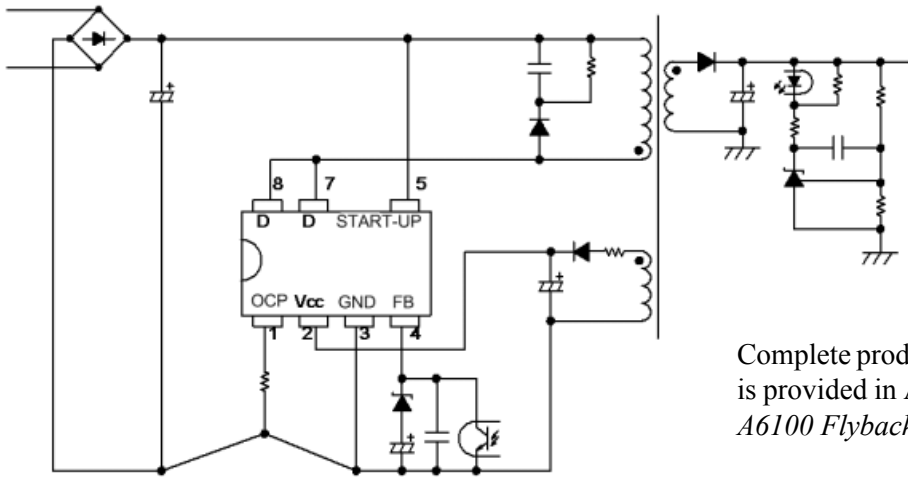 +
+
8 7 5
D D START-UP
+
OCP Vcc GND FB
1 2 3 4
+
Complete prod
is provided in
A6100 Flyback